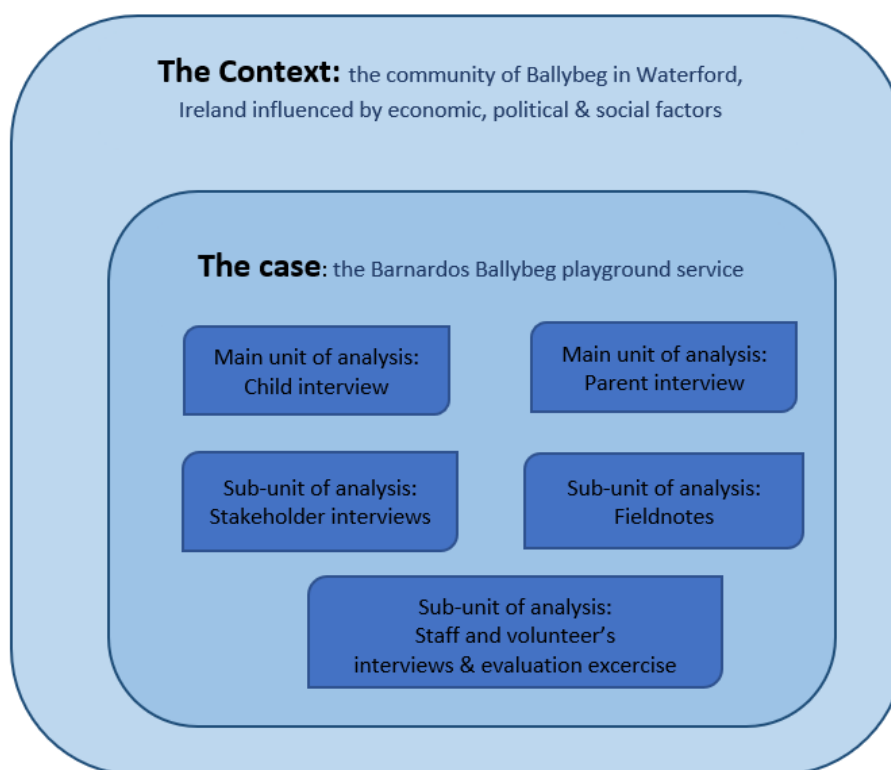 The Context: the community of Ballybeg in Waterford,
Ireland influenced by economic, political & social factors
The case: the Barnardos Ballybeg playground service
Main unit of analysis:
Child interview
Main unit of analysis:
Parent interview
Sub-unit of analysis:
Stakeholder interviews
Sub-unit of analysis:
Fieldnotes
Sub-unit of analysis:
Staff and volunteer’s
interviews & evaluation excercise